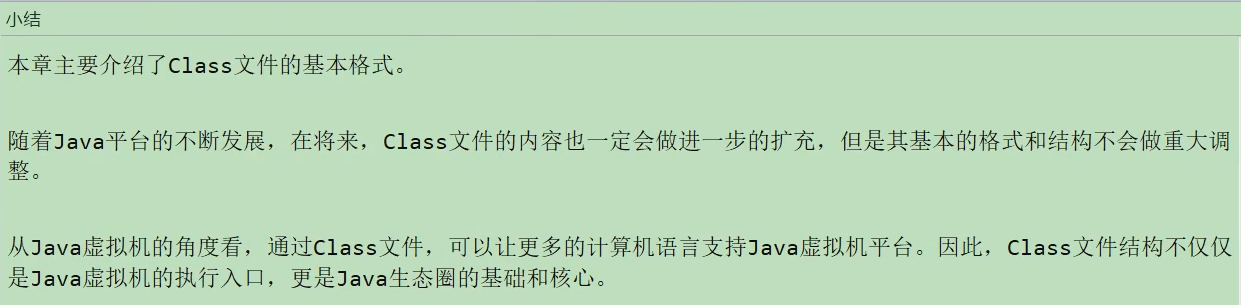 小结
本章主要介绍了Class文件的基本格式。
随着Java平台的不断发展，在将来，Class文件的内容也一定会做进一步的扩充，但是其基本的格式和结构不会做重大调
整。
从Java虚拟机的角度看，通过Class文件，可以让更多的计算机语言支持Java虚拟机平台。因此，Class文件结构不仅仅
是Java虚拟机的执行入口，更是Java生态圈的基础和核心。